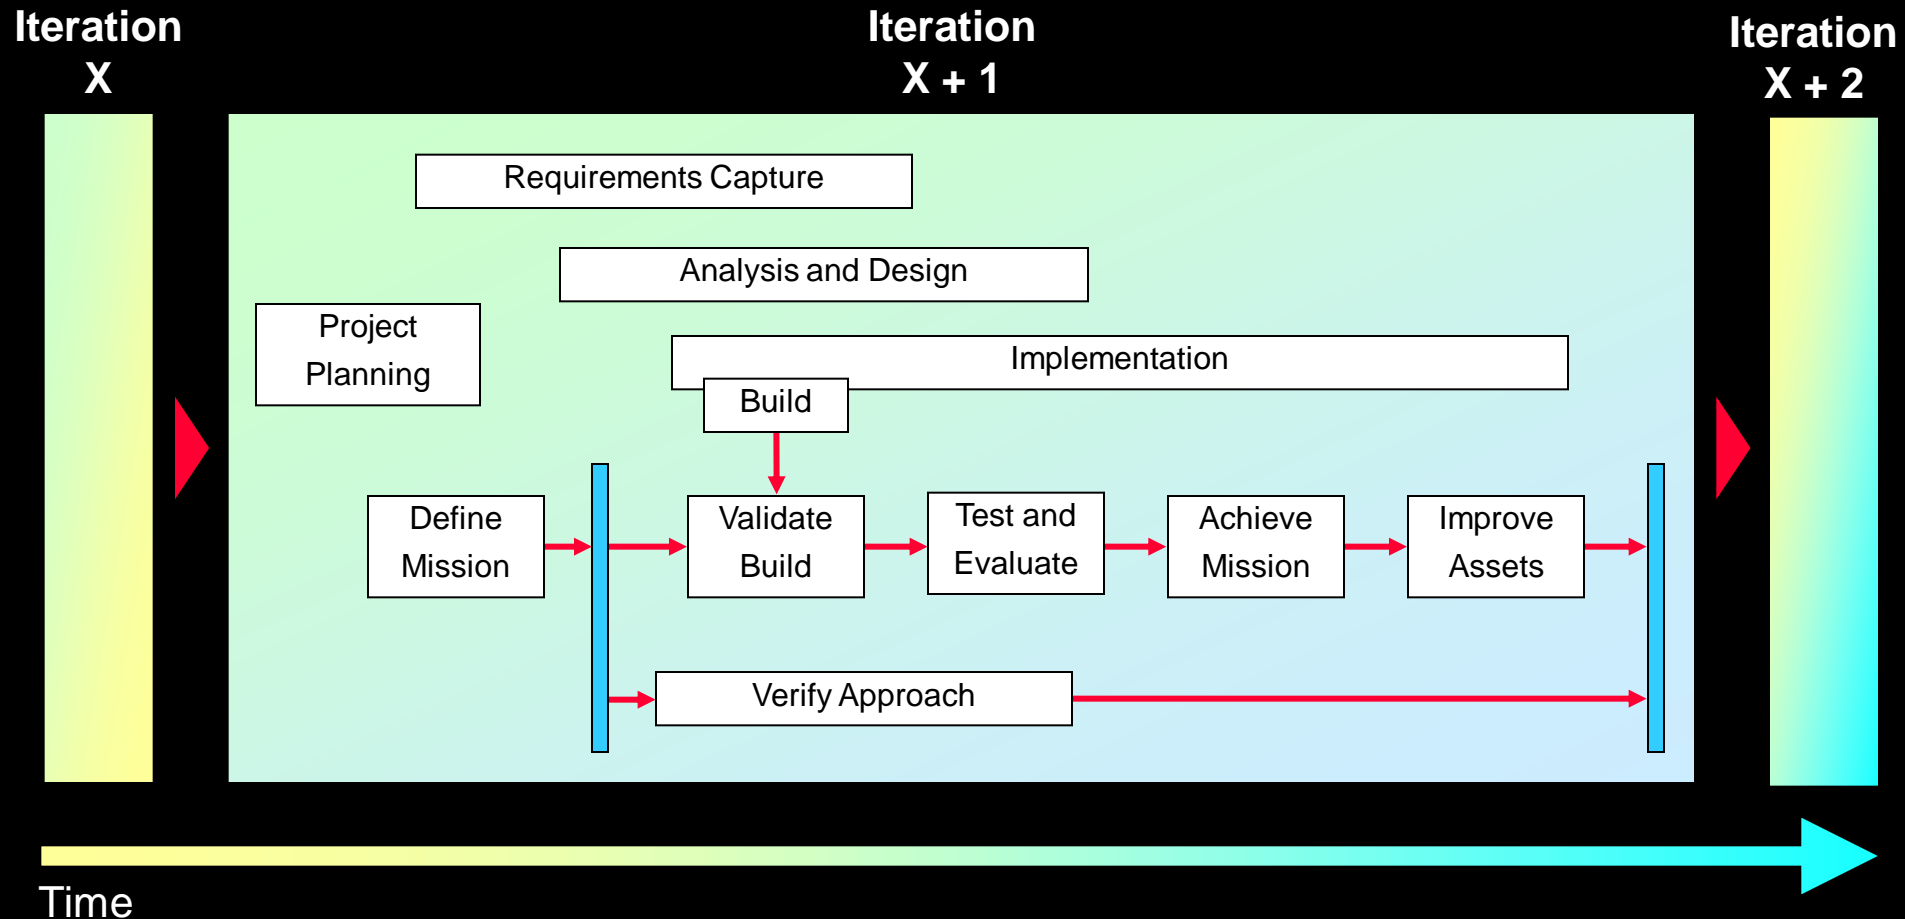 Iteration
X
Iteration
X + 1
Iteration
X + 2
Requirements Capture
Analysis and Design
Project
Planning
Implementation
Build
Define
Mission
Validate
Build
Test and
Evaluate
Achieve
Mission
Improve
Assets
Verify Approach
Time